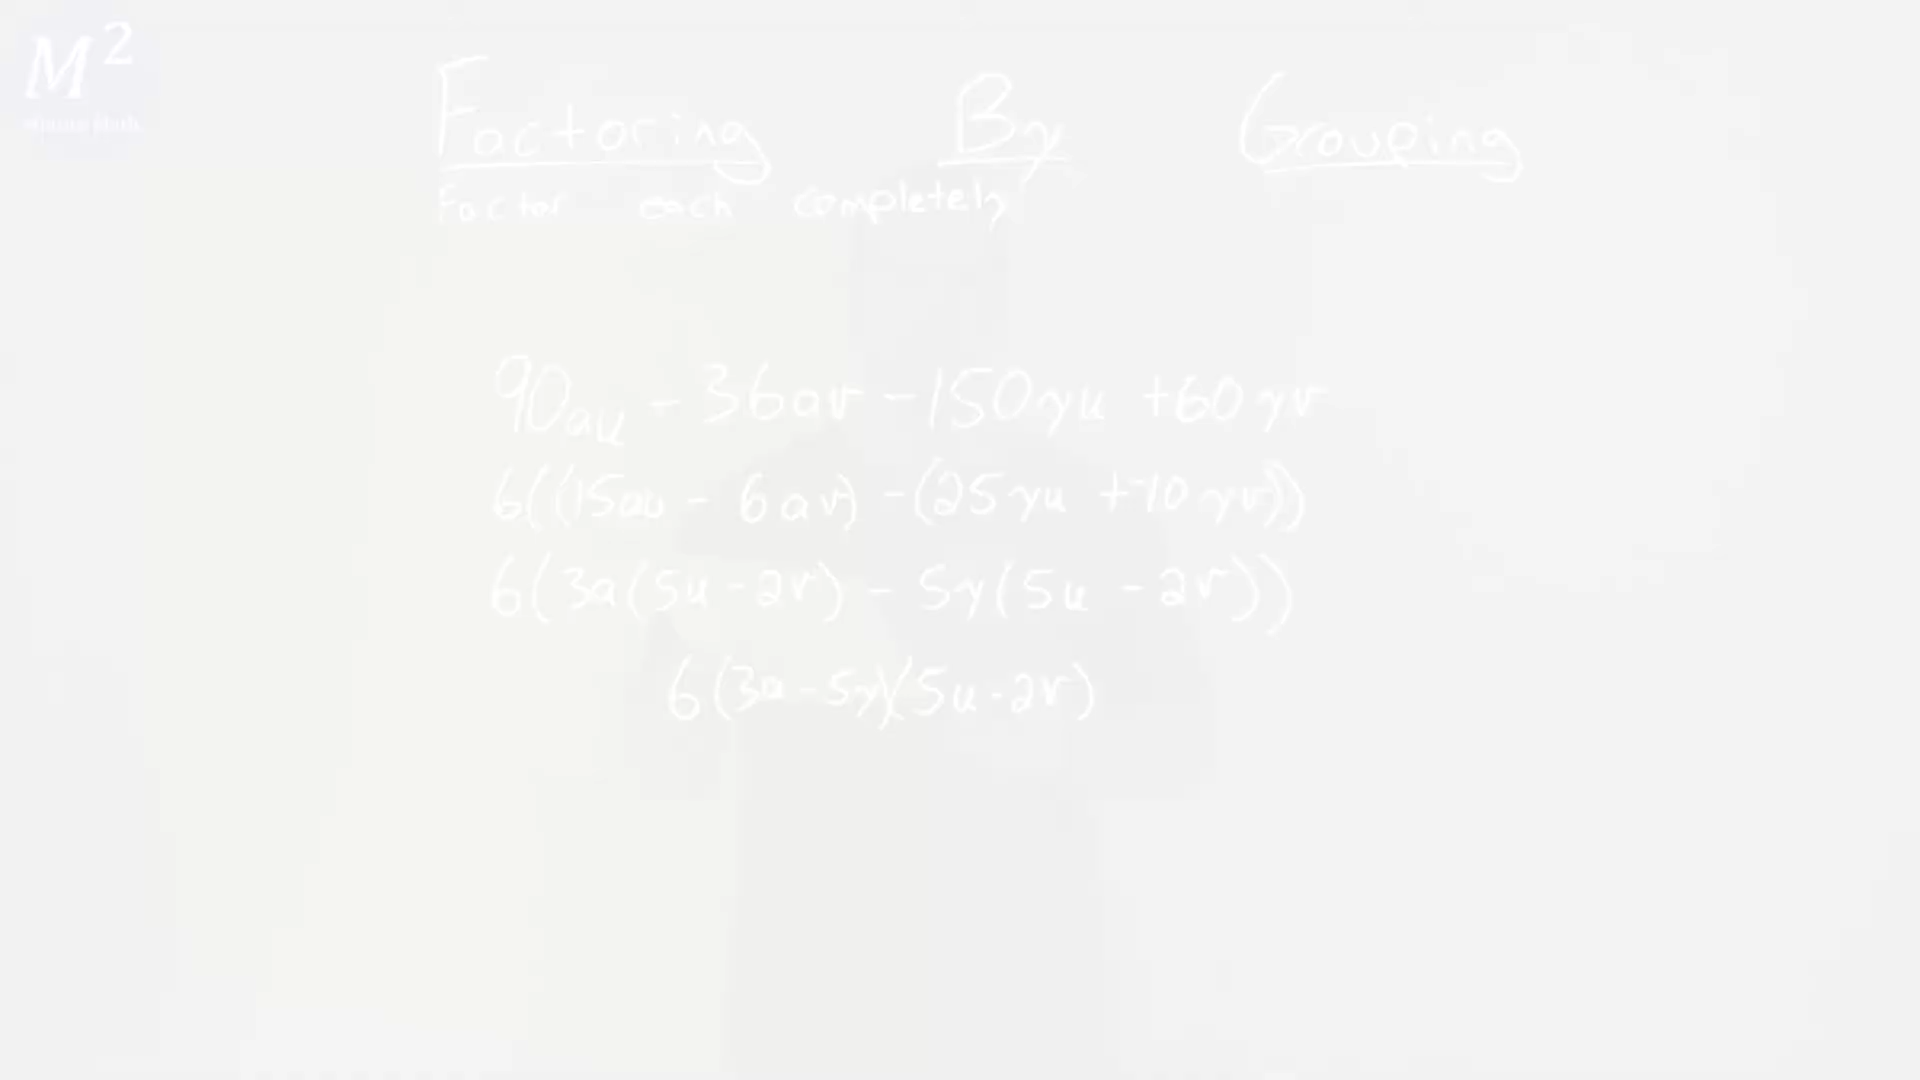 M²
Factoring By Grouping
Factor each completely
90au - 36av - 150yu + 60yv
6((15au - 6av) - (25yu + -10yv))
6(3a(5u - 2v) - 5y(5u - 2v))
6(3a - 5y)(5u - 2v)